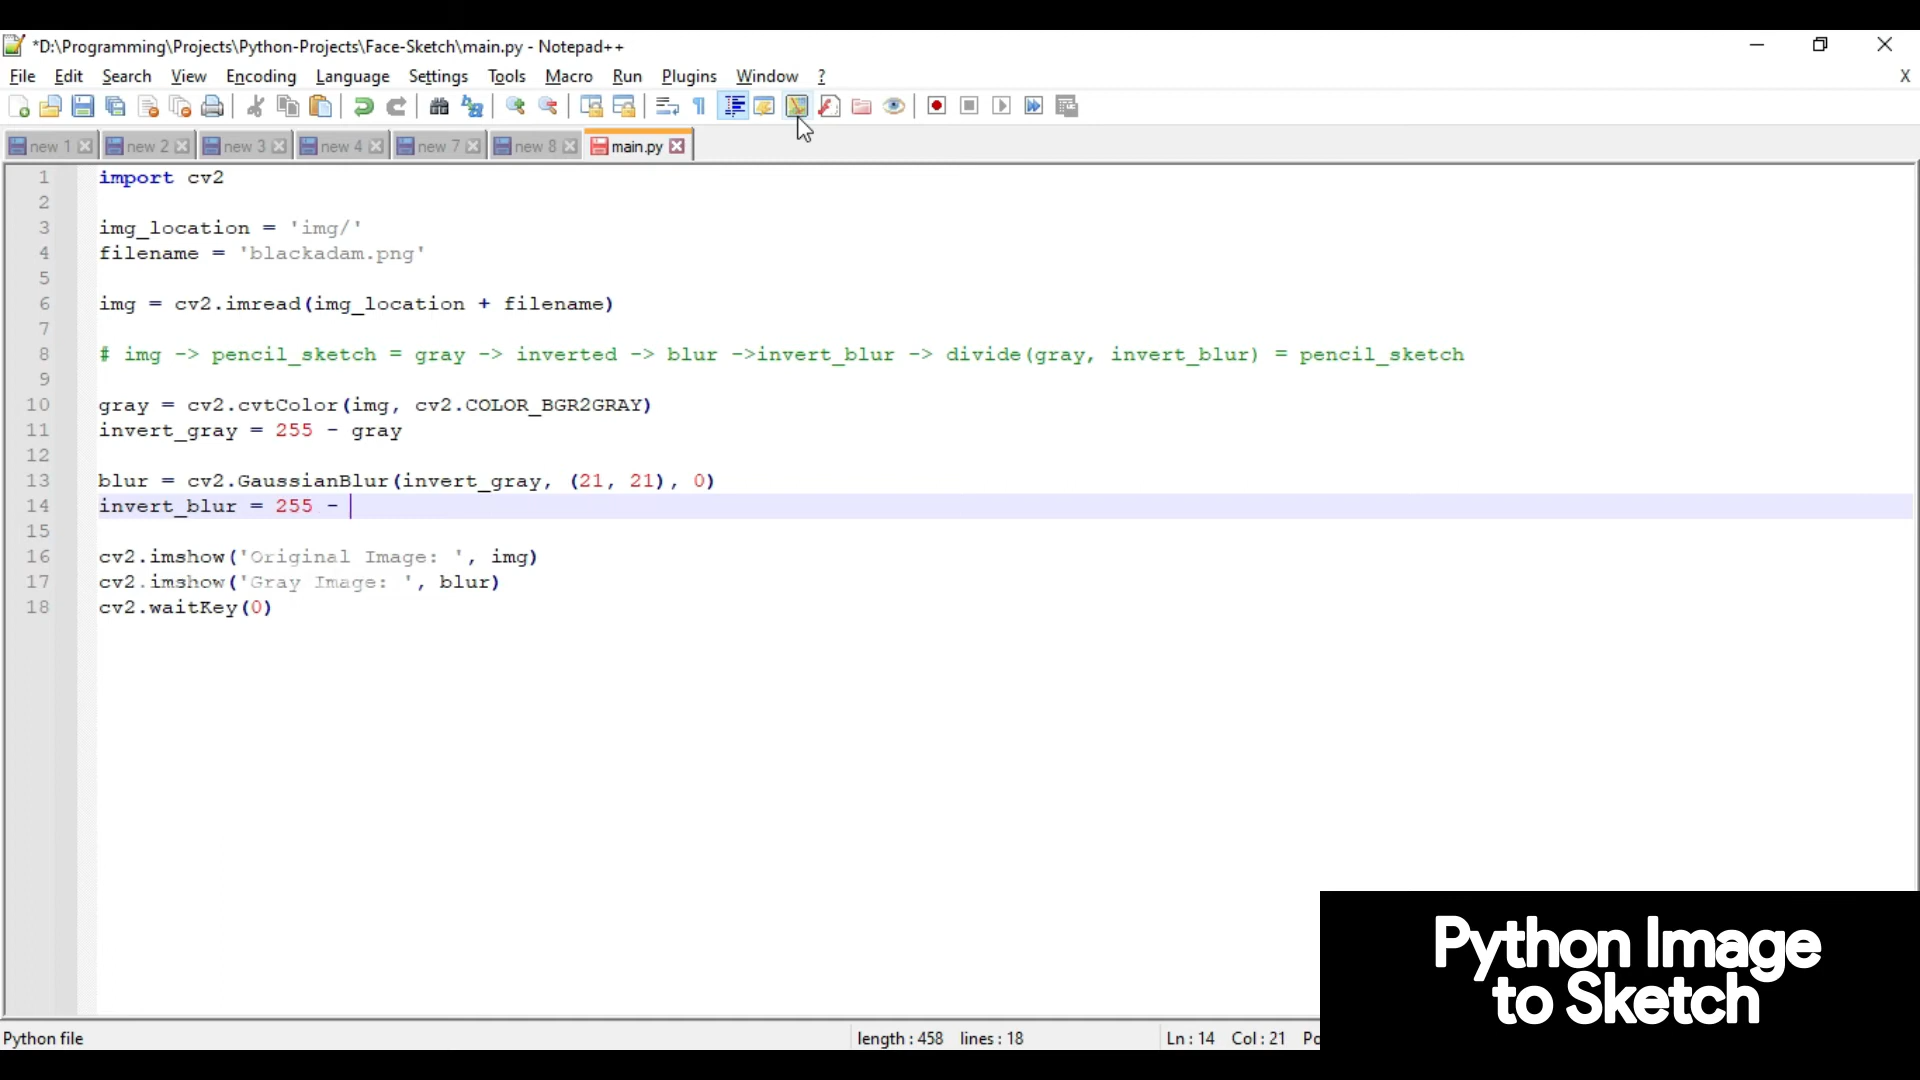 *D:\Programming\Projects\Python-Projects\Face-Sketch\main.py - Notepad++
File Edit Search View Encoding Language Settings Tools Macro Run Plugins Window ? X
new 1 new 2 new 3 new 4 new 7 new 8 main.py
1 import cv2
2
3 img_location = 'img/'
4 filename = 'blackadam.png'
5
6 img = cv2.imread(img_location + filename)
7
8 # img -> pencil_sketch = gray -> inverted -> blur ->invert_blur -> divide(gray, invert_blur) = pencil_sketch
9
10 gray = cv2.cvtColor(img, cv2.COLOR_BGR2GRAY)
11 invert_gray = 255 - gray
12
13 blur = cv2.GaussianBlur(invert_gray, (21, 21), 0)
14 invert_blur = 255 -
15
16 cv2.imshow('Original Image: ', img)
17 cv2.imshow('Gray Image: ', blur)
18 cv2.waitKey(0)
Python Image
to Sketch
Python file length : 458 lines : 18 Ln : 14 Col : 21